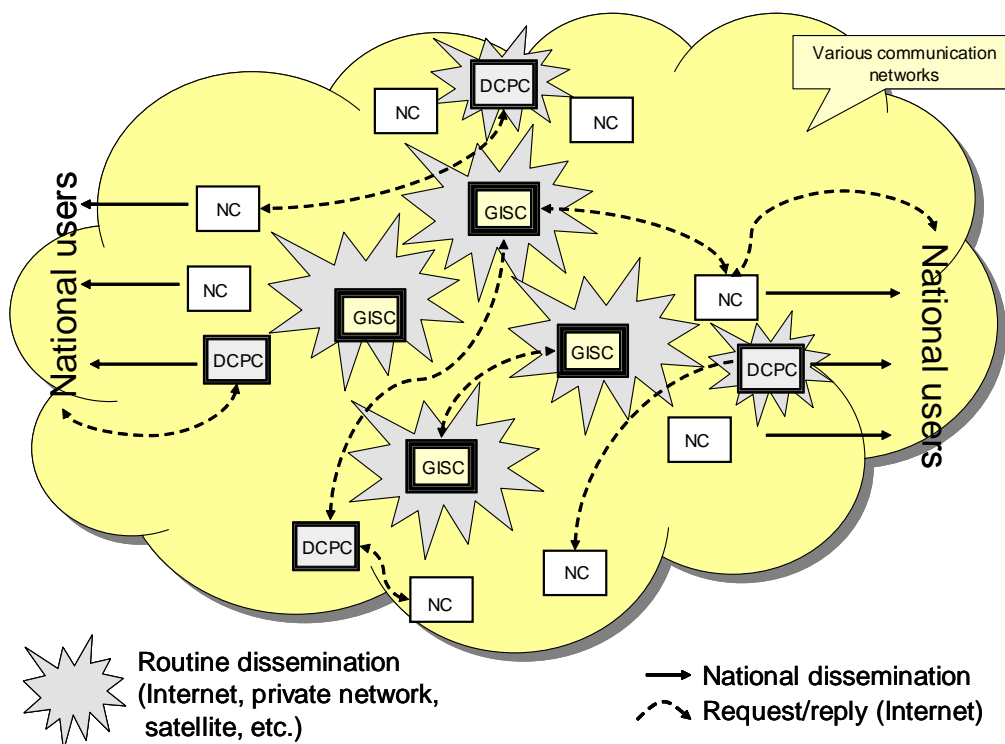 Various communication
networks
DCPC
NC
NC
National users
NC
GISC
NC
NC
GISC
National users
DCPC
GISC
DCPC
NC
GISC
DCPC
NC
NC
Routine dissemination
(Internet, private network,
satellite, etc.)
National dissemination
Request/reply (Internet)